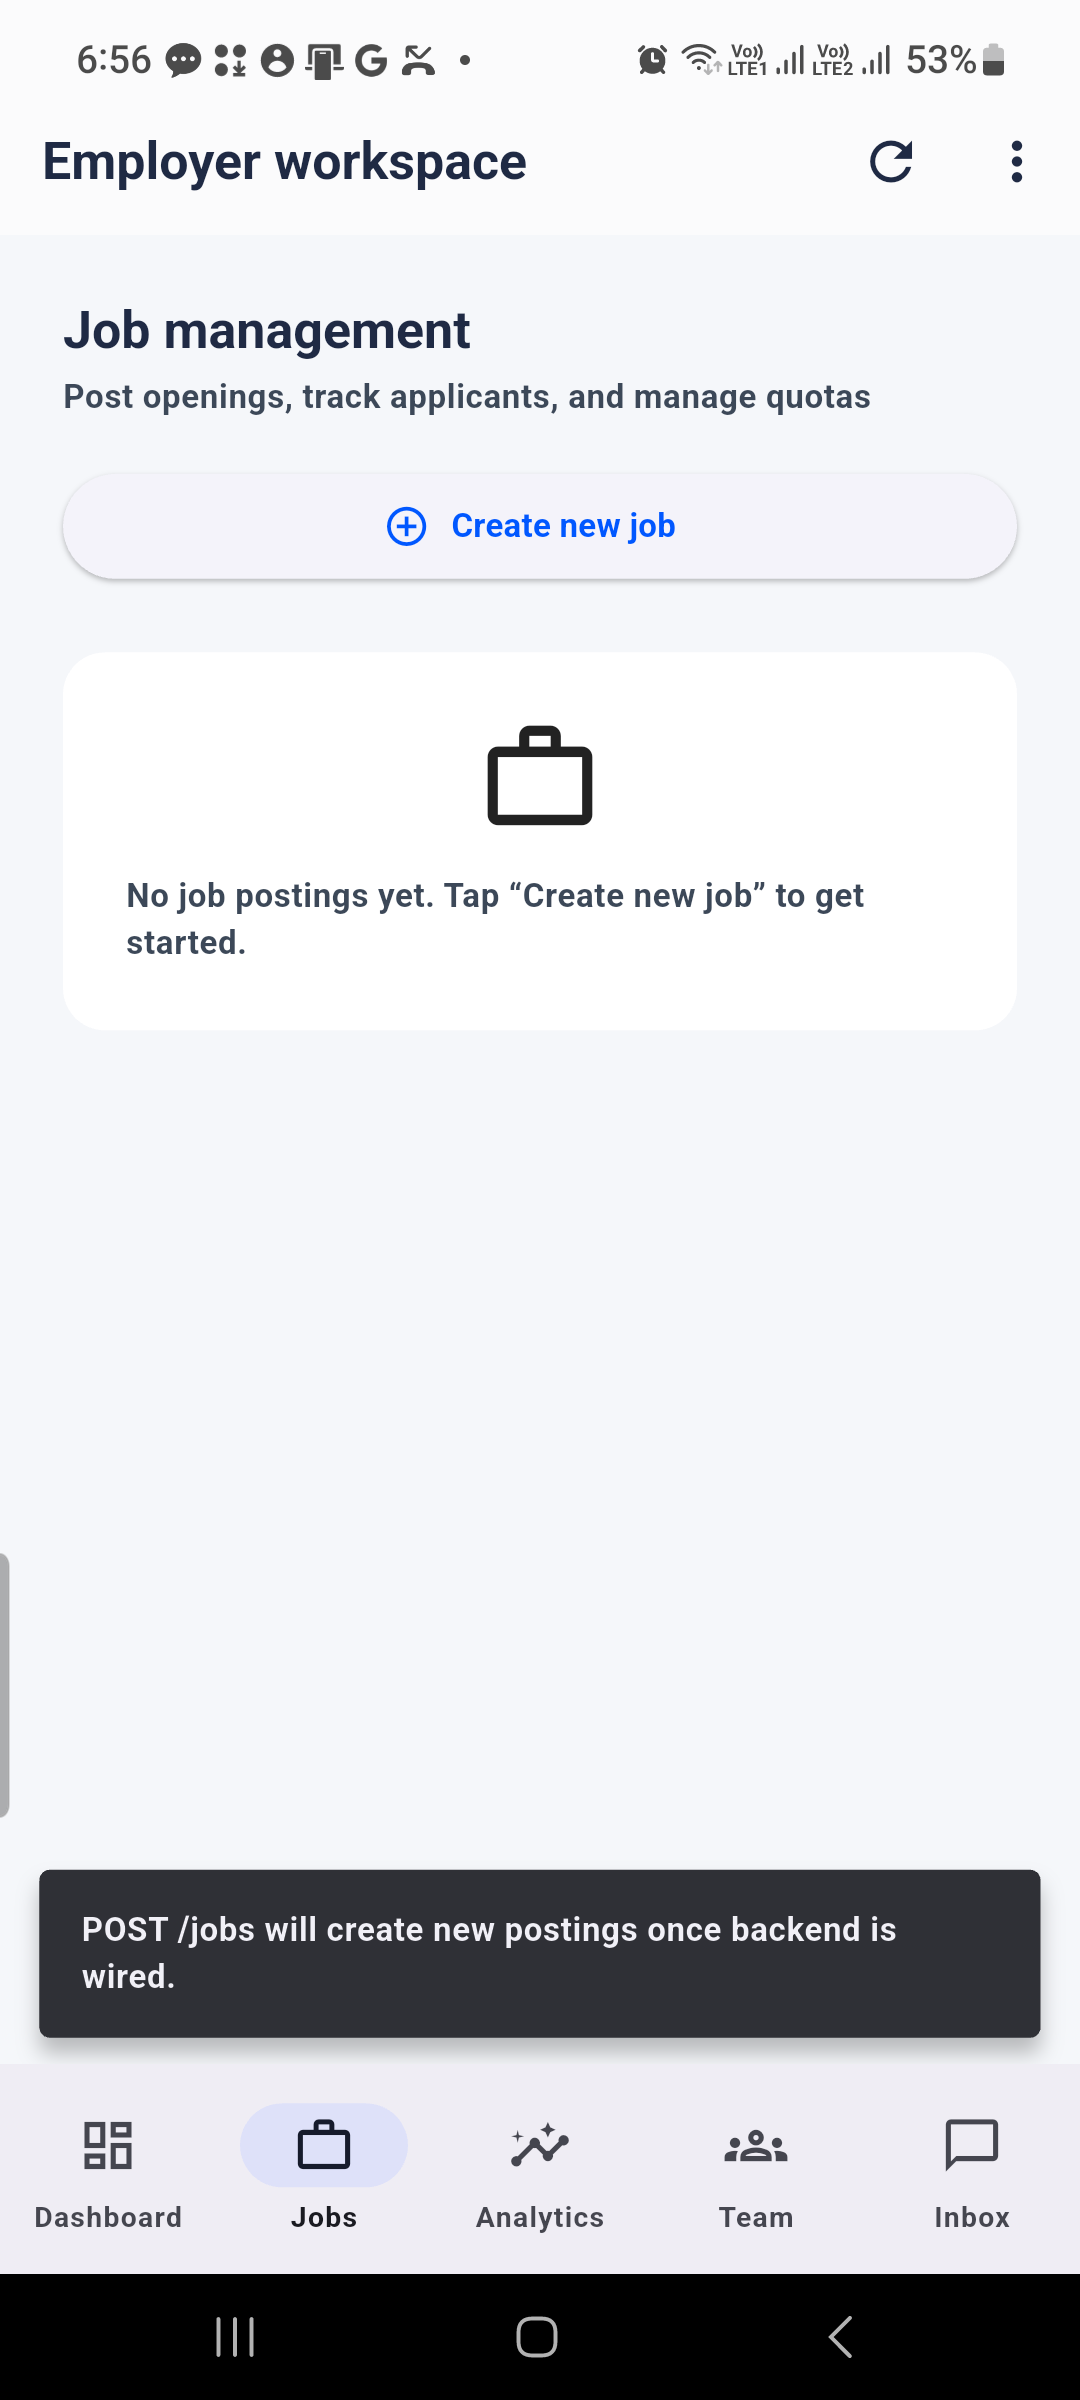 6:56
Vo)) LTE1
Vo)) LTE2
53%
Employer workspace
Job management
Post openings, track applicants, and manage quotas
Create new job
No job postings yet. Tap “Create new job” to get
started.
POST /jobs will create new postings once backend is
wired.
Dashboard
Jobs
Analytics
Team
Inbox